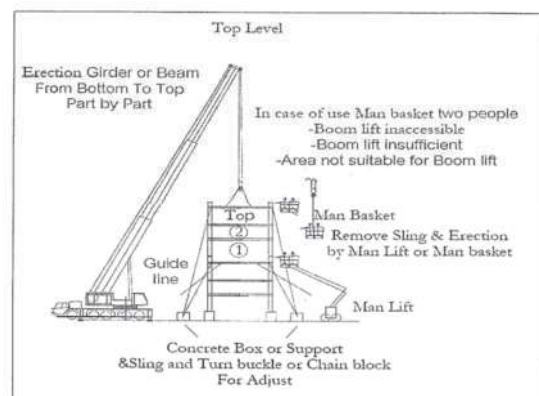 Top Level
Erection Girder or Beam
From Bottom To Top
Part by Part
In case of use Man basket two people
-Boom lift inaccessible
-Boom lift insufficient
-Area not suitable for Boom lift
Top
②
①
Man Basket
Remove Sling & Erection
by Man Lift or Man basket
Guide
line
Man Lift
Concrete Box or Support
&Sling and Turn buckle or Chain block
For Adjust